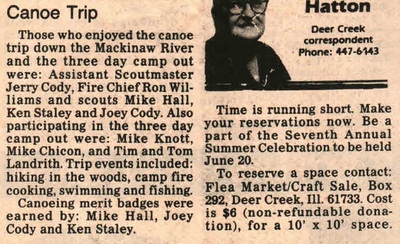 Canoe Trip
Those who enjoyed the canoe
trip down the Mackinaw River
and the three day camp out
were: Assistant Scoutmaster
Jerry Cody, Fire Chief Ron Wil-
liams and scouts Mike Hall,
Ken Staley and Joey Cody. Also
participating in the three day
camp out were: Mike Knott,
Mike Chicon, and Tim and Tom
Landrith. Trip events included:
hiking in the woods, camp fire
cooking, swimming and fishing.
Canoeing merit badges were
earned by: Mike Hall, Joey
Cody and Ken Staley.
Hatton
Deer Creek
correspondent
Phone: 447-6143
Time is running short. Make
your reservations now. Be a
part of the Seventh Annual
Summer Celebration to be held
June 20.
To reserve a space contact:
Flea Market/Craft Sale, Box
292, Deer Creek, Ill. 61733. Cost
is $6 (non-refundable dona-
tion), for a 10' x 10' space.